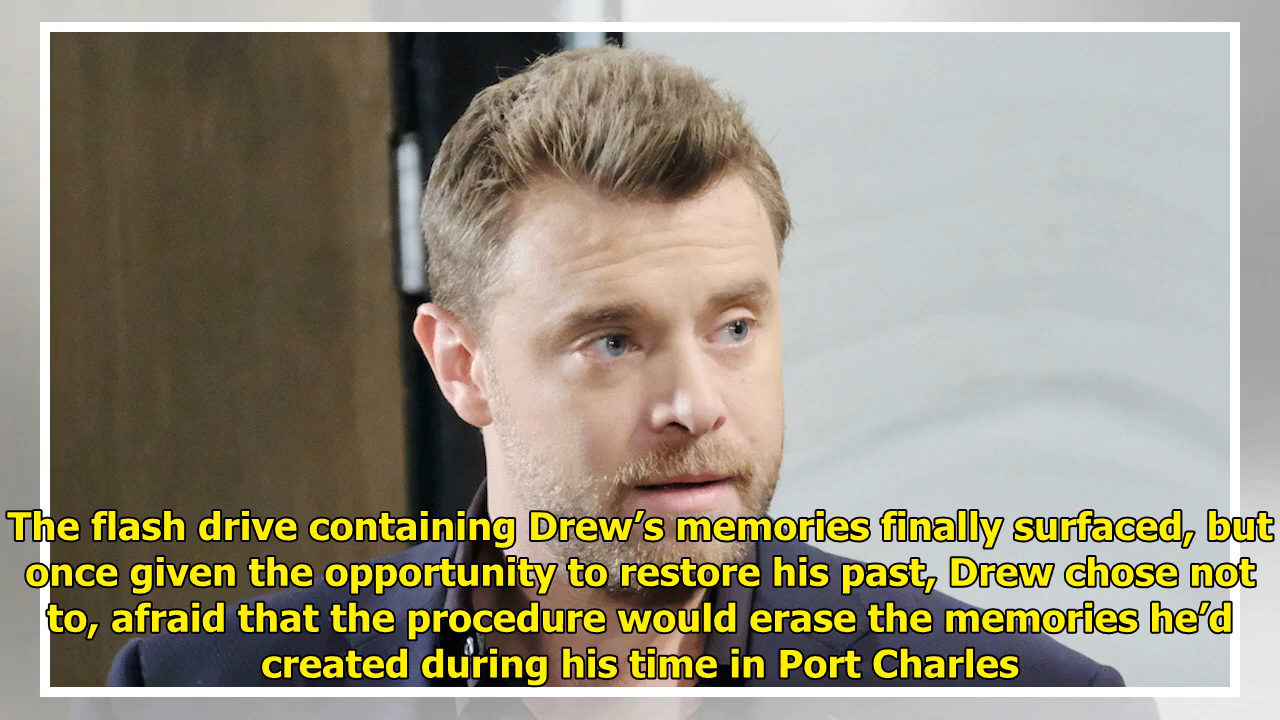 The flash drive containing Drew’s memories finally surfaced, but
once given the opportunity to restore his past, Drew chose not
to, afraid that the procedure would erase the memories he’d
created during his time in Port Charles